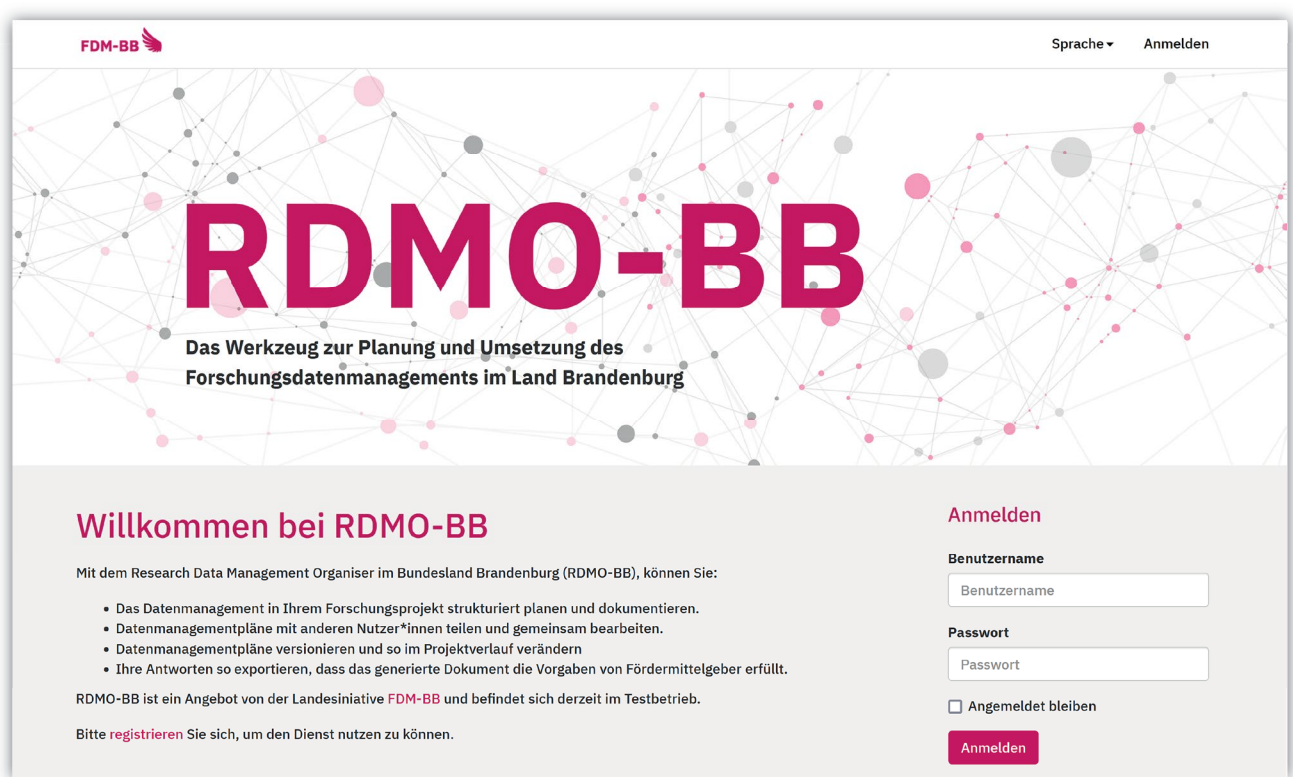 FDM-BB
Sprache Anmelden
RDMO-BB
Das Werkzeug zur Planung und Umsetzung des
Forschungsdatenmanagements im Land Brandenburg
Willkommen bei RDMO-BB
Mit dem Research Data Management Organiser im Bundesland Brandenburg (RDMO-BB), können Sie:
• Das Datenmanagement in Ihrem Forschungsprojekt strukturiert planen und dokumentieren.
• Datenmanagementpläne mit anderen Nutzer*innen teilen und gemeinsam bearbeiten.
• Datenmanagementpläne versionieren und so im Projektverlauf verändern
• Ihre Antworten so exportieren, dass das generierte Dokument die Vorgaben von Fördermittelgeber erfüllt.
RDMO-BB ist ein Angebot von der Landesiniative FDM-BB und befindet sich derzeit im Testbetrieb.
Bitte registrieren Sie sich, um den Dienst nutzen zu können.
Anmelden
Benutzername
Benutzername
Passwort
Passwort
Angemeldet bleiben
Anmelden